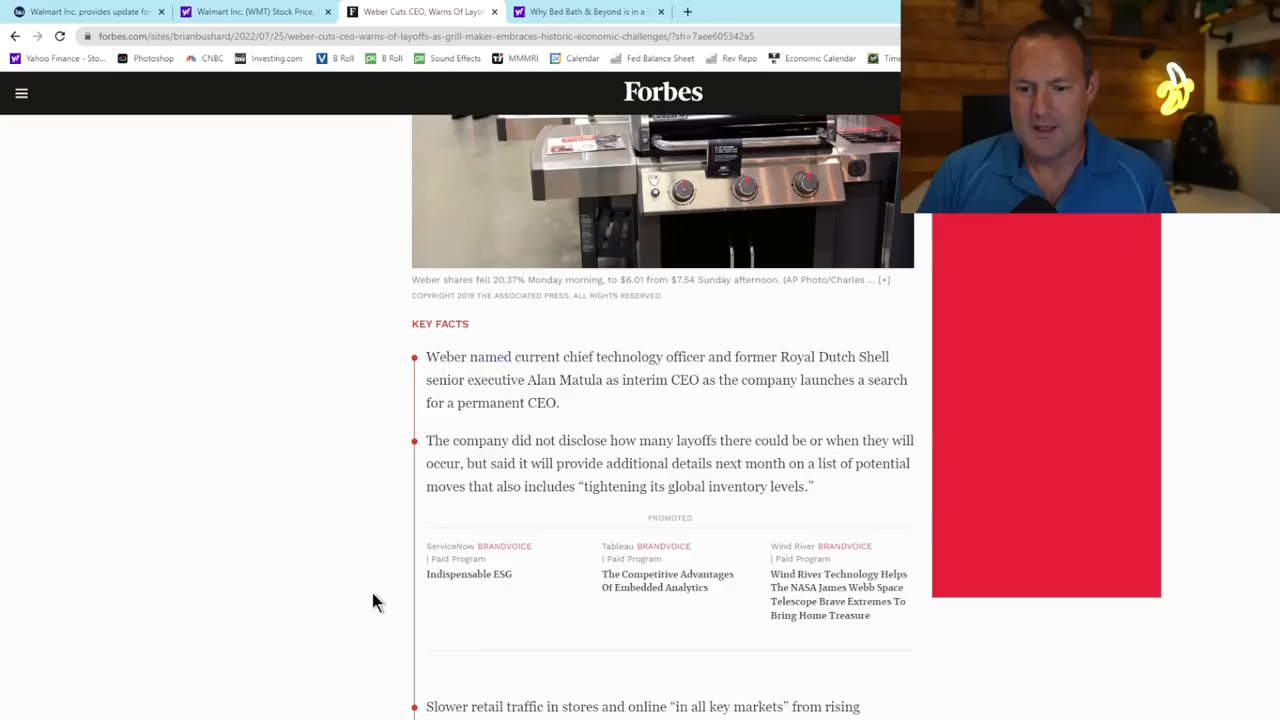 Walmart Inc. provides update for
Walmart Inc. (WMT) Stock Price,
Weber Cuts CEO, Warns Of Layof
Why Bed Bath & Beyond is in a
forbes.com/sites/brianbushard/2022/07/25/weber-cuts-ceo-warns-of-layoffs-as-grill-maker-embraces-historic-economic-challenges/?sh=7aee605342a5
Yahoo Finance - Sto...
Photoshop
CNBC
Investing.com
B Roll
B Roll
Sound Effects
MMMRI
Calendar
Fed Balance Sheet
Rev Repo
Economic Calendar
Time
Forbes
Weber shares fell 20.37% Monday morning, to $6.01 from $7.54 Sunday afternoon. (AP Photo/Charles ... [+]
COPYRIGHT 2019 THE ASSOCIATED PRESS. ALL RIGHTS RESERVED.
KEY FACTS
Weber named current chief technology officer and former Royal Dutch Shell
senior executive Alan Matula as interim CEO as the company launches a search
for a permanent CEO.
The company did not disclose how many layoffs there could be or when they will
occur, but said it will provide additional details next month on a list of potential
moves that also includes “tightening its global inventory levels.”
PROMOTED
ServiceNow BRANDVOICE
| Paid Program
Indispensable ESG
Tableau BRANDVOICE
| Paid Program
The Competitive Advantages
Of Embedded Analytics
Wind River BRANDVOICE
| Paid Program
Wind River Technology Helps
The NASA James Webb Space
Telescope Brave Extremes To
Bring Home Treasure
Slower retail traffic in stores and online “in all key markets” from rising